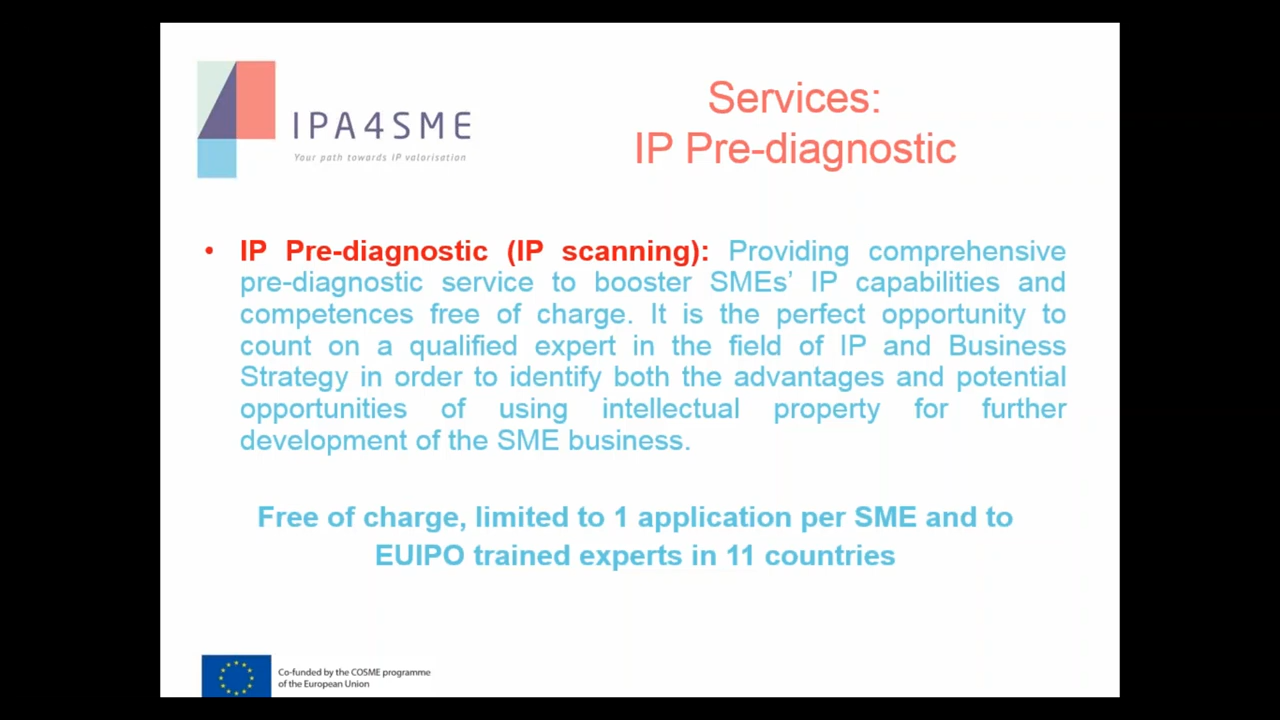 IPA4SME
Your path towards IP valorisation
Services:
IP Pre-diagnostic
• IP Pre-diagnostic (IP scanning): Providing comprehensive
pre-diagnostic service to booster SMEs’ IP capabilities and
competences free of charge. It is the perfect opportunity to
count on a qualified expert in the field of IP and Business
Strategy in order to identify both the advantages and potential
opportunities of using intellectual property for further
development of the SME business.
Free of charge, limited to 1 application per SME and to
EUIPO trained experts in 11 countries
Co-funded by the COSME programme
of the European Union